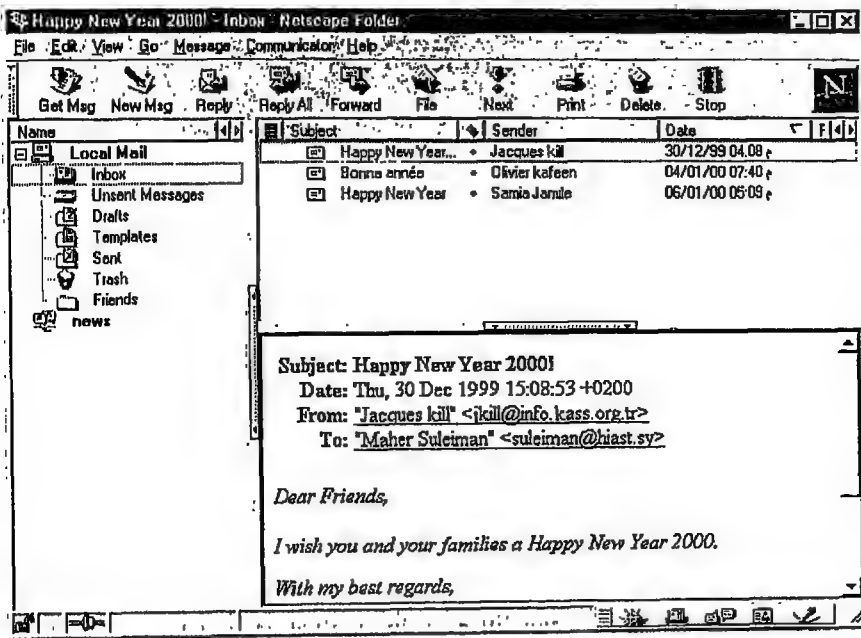 Happy New Year 2000! - Inbox - Netscape Folder
File Edit View Go Message Communicator Help
Get Msg New Msg Reply Reply All Forward File Next Print Delete Stop
Name Subject Sender Date F
Local Mail
Inbox
Unsent Messages
Drafts
Templates
Sent
Trash
Friends
news
Happy New Year... Jacques kill 30/12/99 04.08 م
Bonne année Olivier kafeen 04/01/00 07:40 م
Happy New Year Samia Jamile 06/01/00 05:09 م
Subject: Happy New Year 2000!
Date: Thu, 30 Dec 1999 15:08:53 +0200
From: "Jacques kill" <jkill@info.kass.org.tr>
To: "Maher Suleiman" <suleiman@hiast.sy>
Dear Friends,
I wish you and your families a Happy New Year 2000.
With my best regards,